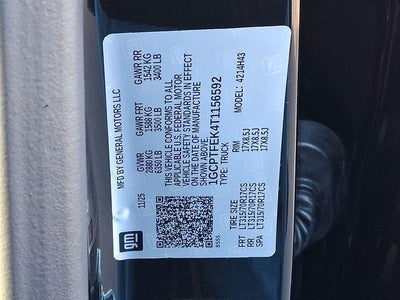 MFD BY GENERAL MOTORS LLC
11/25
GVWR GAWR FRT GAWR RR
2880 KG 1588 KG 1542 KG
6350 LB 3500 LB 3400 LB
THIS VEHICLE CONFORMS TO ALL
APPLICABLE U.S. FEDERAL MOTOR
VEHICLE SAFETY STANDARDS IN EFFECT
ON THE DATE OF MANUFACTURE
SHOWN ABOVE.
1GCPTFEK4T1156592
TYPE: TRUCK MODEL: 4214H43
TIRE SIZE RIM
FRT LT315/70R17CS 17X8.5J
RR LT315/70R17CS 17X8.5J
SPA LT315/70R17CS 17X8.5J
gm
8555